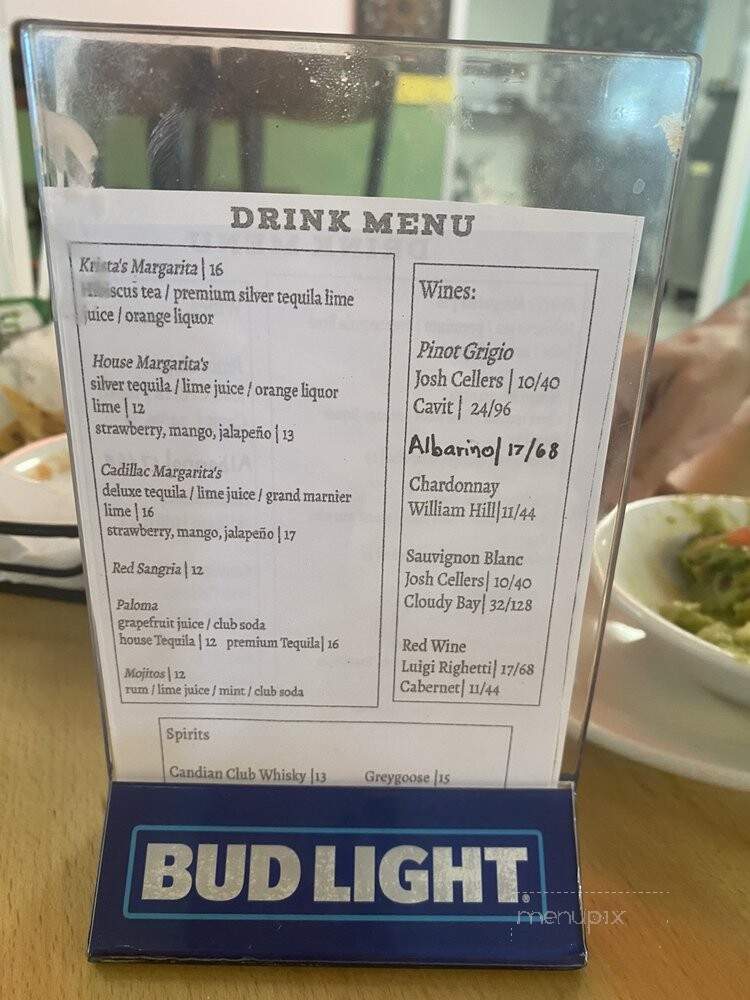 DRINK MENU
Krista's Margarita | 16
Hibiscus tea / premium silver tequila lime
juice / orange liquor
House Margarita's
silver tequila / lime juice / orange liquor
lime | 12
strawberry, mango, jalapeño | 13
Cadillac Margarita's
deluxe tequila / lime juice / grand marnier
lime | 16
strawberry, mango, jalapeño | 17
Red Sangria | 12
Paloma
grapefruit juice / club soda
house Tequila | 12 premium Tequila| 16
Mojitos | 12
rum / lime juice / mint / club soda
Wines:
Pinot Grigio
Josh Cellers | 10/40
Cavit | 24/96
Albarino| 17/68
Chardonnay
William Hill|11/44
Sauvignon Blanc
Josh Cellers| 10/40
Cloudy Bay| 32/128
Red Wine
Luigi Righetti| 17/68
Cabernet| 11/44
Spirits
Candian Club Whisky |13 Greygoose |15
BUD LIGHT®
menupix